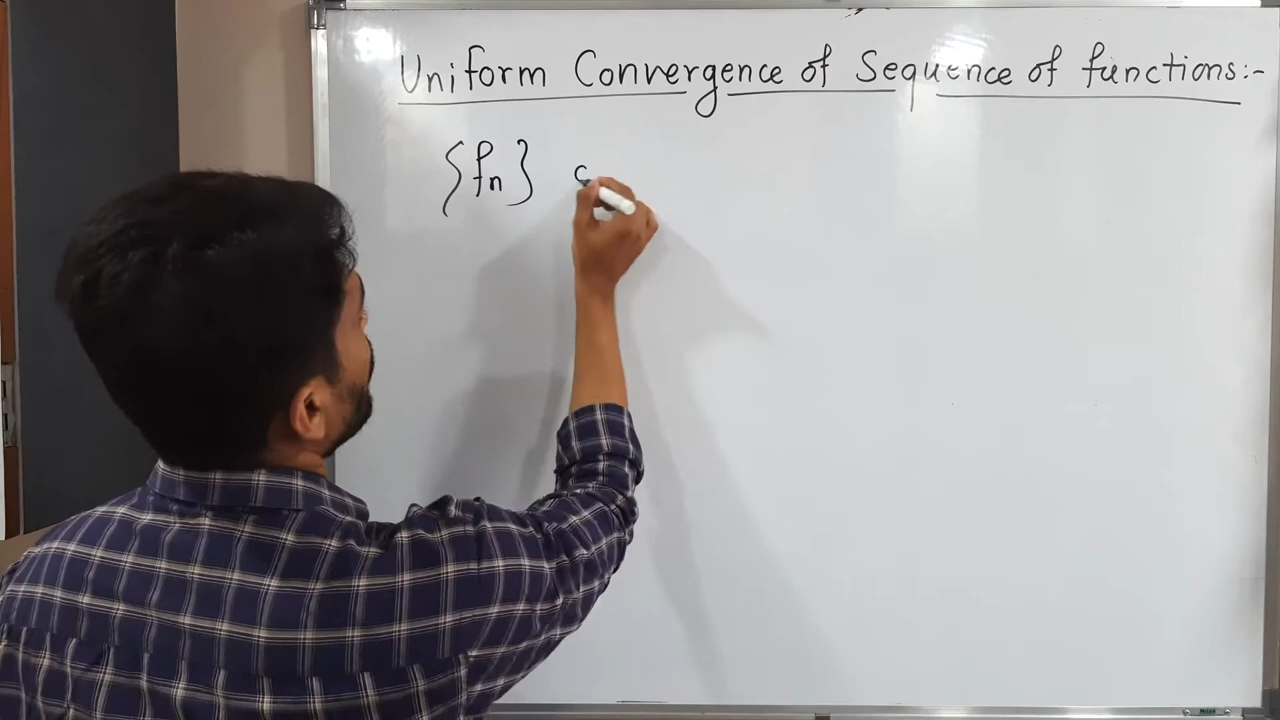 Uniform Convergence of Sequence of functions:-
{fn} c